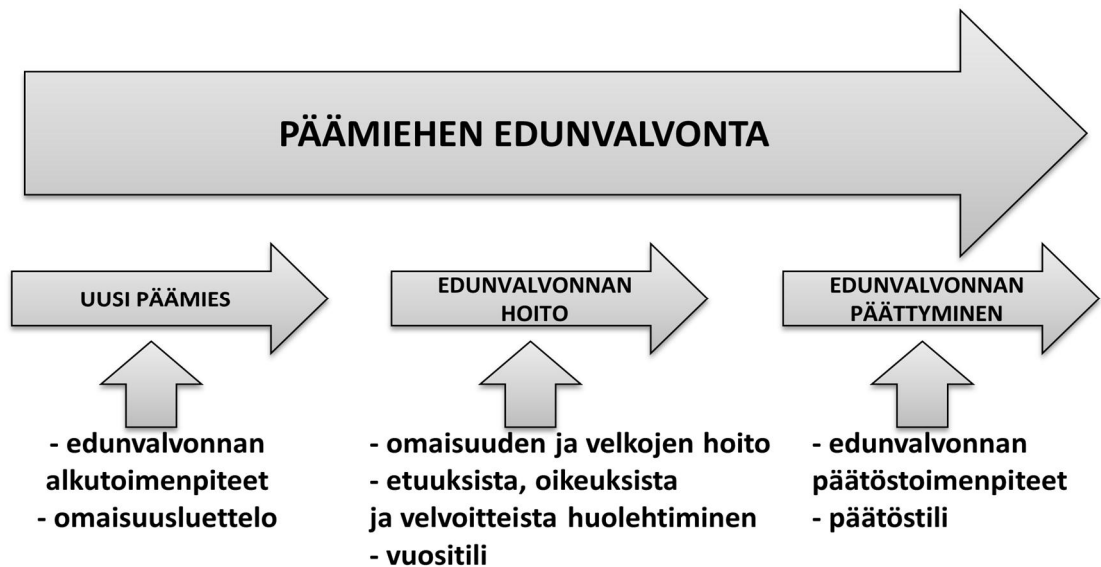 PÄÄMIEHEN EDUNVALVONTA
UUSI PÄÄMIES
EDUNVALVONNAN
HOITO
EDUNVALVONNAN
PÄÄTTYMINEN
- edunvalvonnan
alkutoimenpiteet
- omaisuusluettelo
- omaisuuden ja velkojen hoito
- etuuksista, oikeuksista
ja velvoitteista huolehtiminen
- vuositili
- edunvalvonnan
päätöstoimenpiteet
- päätöstili